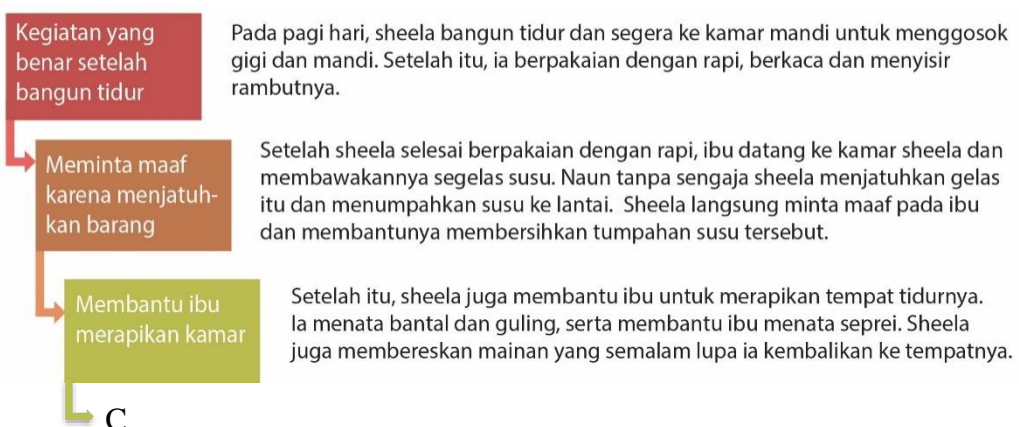 Kegiatan yang
benar setelah
bangun tidur
Pada pagi hari, sheela bangun tidur dan segera ke kamar mandi untuk menggosok
gigi dan mandi. Setelah itu, ia berpakaian dengan rapi, berkaca dan menyisir
rambutnya.
Meminta maaf
karena menjatuh-
kan barang
Setelah sheela selesai berpakaian dengan rapi, ibu datang ke kamar sheela dan
membawakannya segelas susu. Naun tanpa sengaja sheela menjatuhkan gelas
itu dan menumpahkan susu ke lantai. Sheela langsung minta maaf pada ibu
dan membantunya membersihkan tumpahan susu tersebut.
Membantu ibu
merapikan kamar
Setelah itu, sheela juga membantu ibu untuk merapikan tempat tidurnya.
Ia menata bantal dan guling, serta membantu ibu menata seprei. Sheela
juga membereskan mainan yang semalam lupa ia kembalikan ke tempatnya.
C